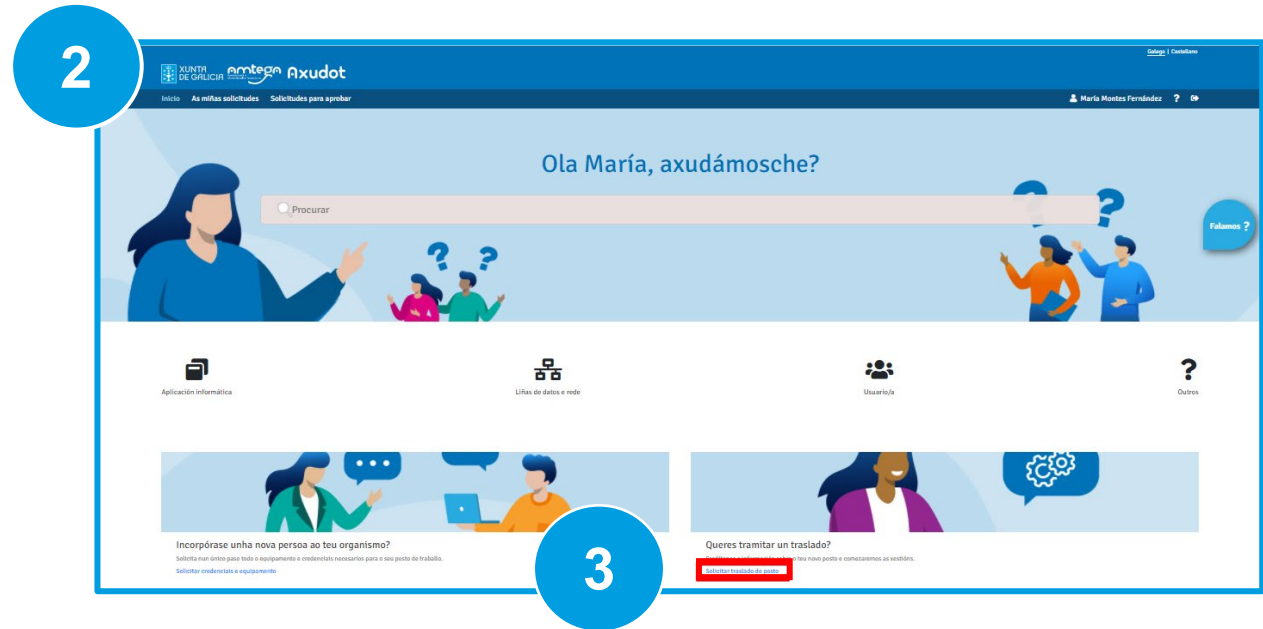 2
Galego | Castellano
XUNTA
DE GALICIA
amtega
Axudot
Inicio As miñas solicitudes Solicitudes para aprobar
María Montes Fernández ?
Ola María, axudámosche?
Procurar
? ?
? ?
Falamos ?
Aplicación informática
Liñas de datos e rede
Usuario/a
?
Outros
Incorpórase unha nova persoa ao teu organismo?
Solicita nun único paso todo o equipamento e credenciais necesarios para o seu posto de traballo.
Solicitar credenciais e equipamento
3
Queres tramitar un traslado?
o teu novo posto e comezaremos as xestións.
Solicitar traslado de posto